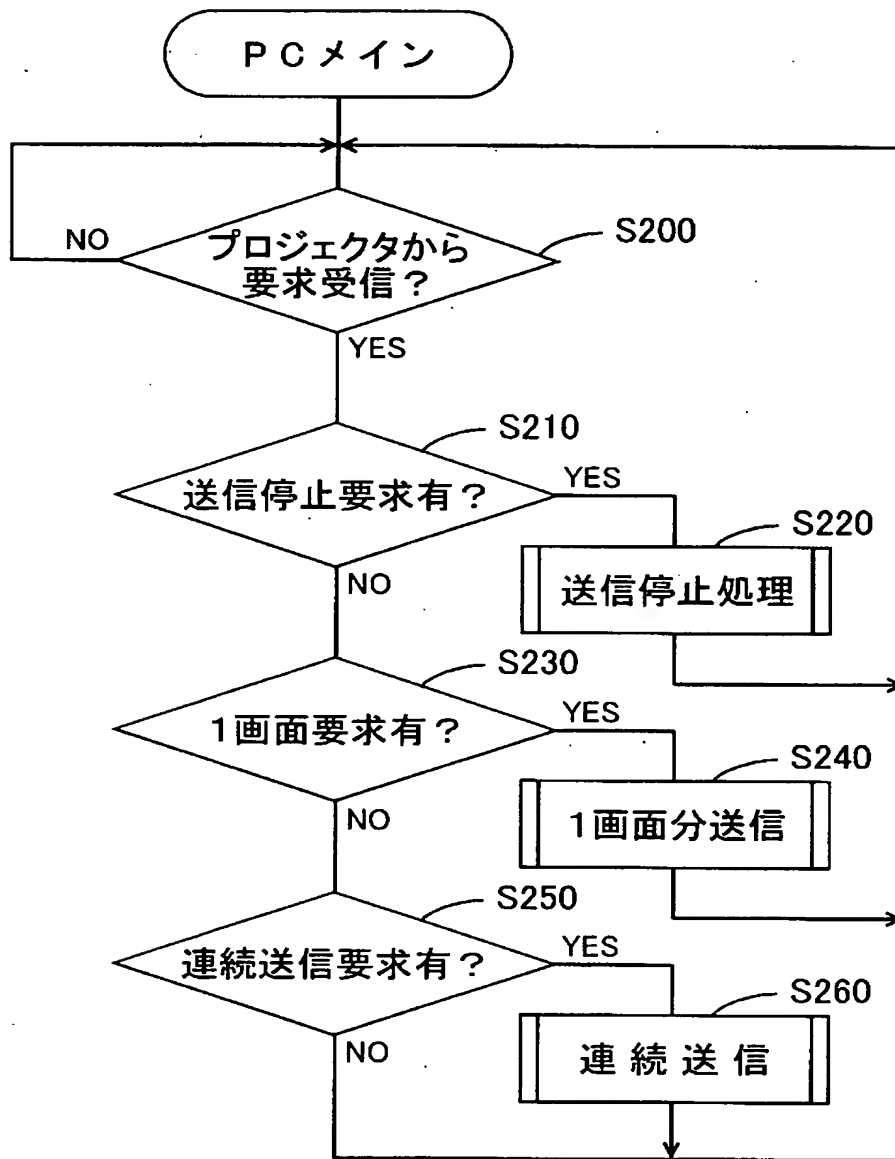 PCメイン
プロジェクタから
要求受信?
S200
NO
YES
S210
送信停止要求有?
YES
S220
送信停止処理
NO
S230
1画面要求有?
YES
S240
1画面分送信
NO
S250
連続送信要求有?
YES
S260
連続送信
NO